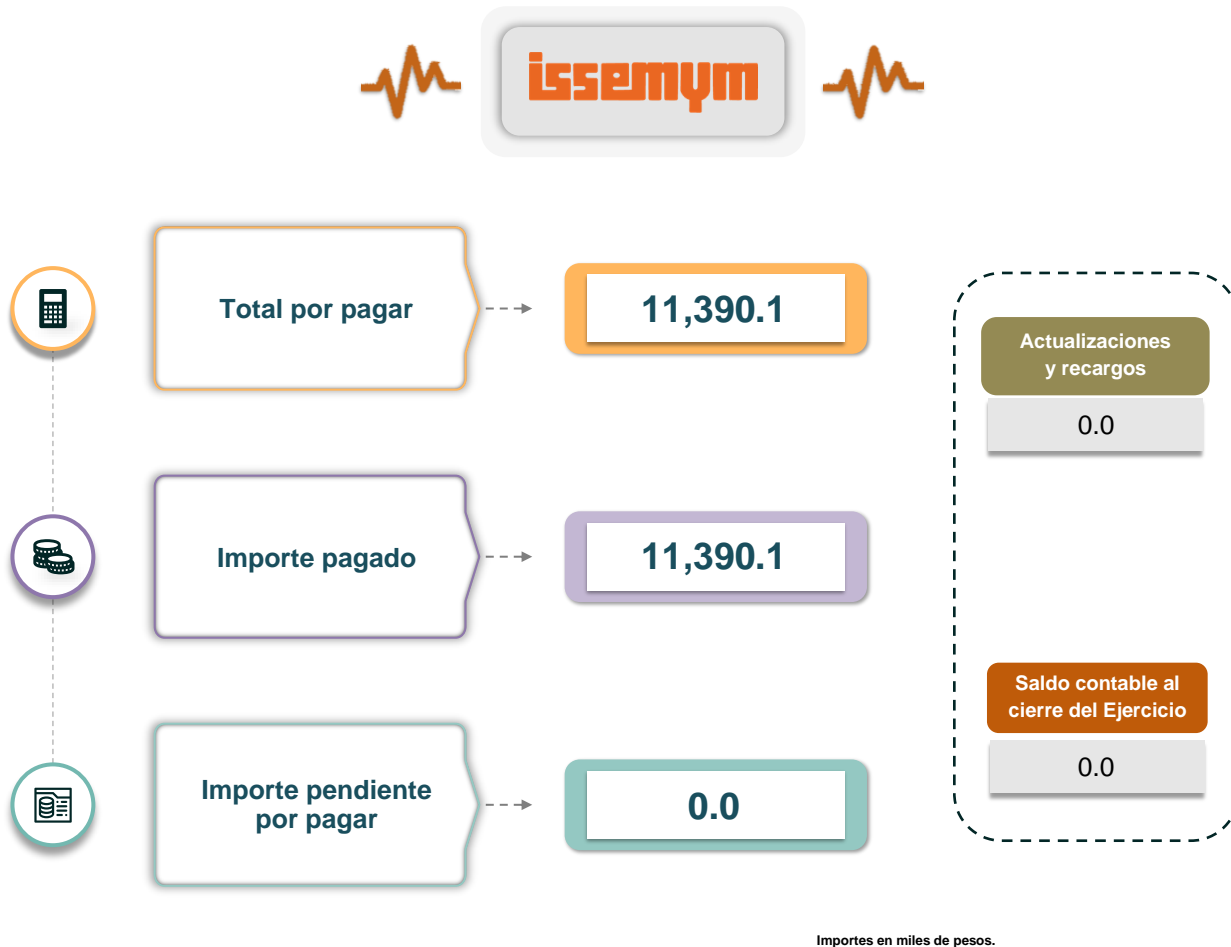 issemym
Total por pagar
11,390.1
Actualizaciones
y recargos
0.0
Importe pagado
11,390.1
Saldo contable al
cierre del Ejercicio
0.0
Importe pendiente
por pagar
0.0
Importes en miles de pesos.